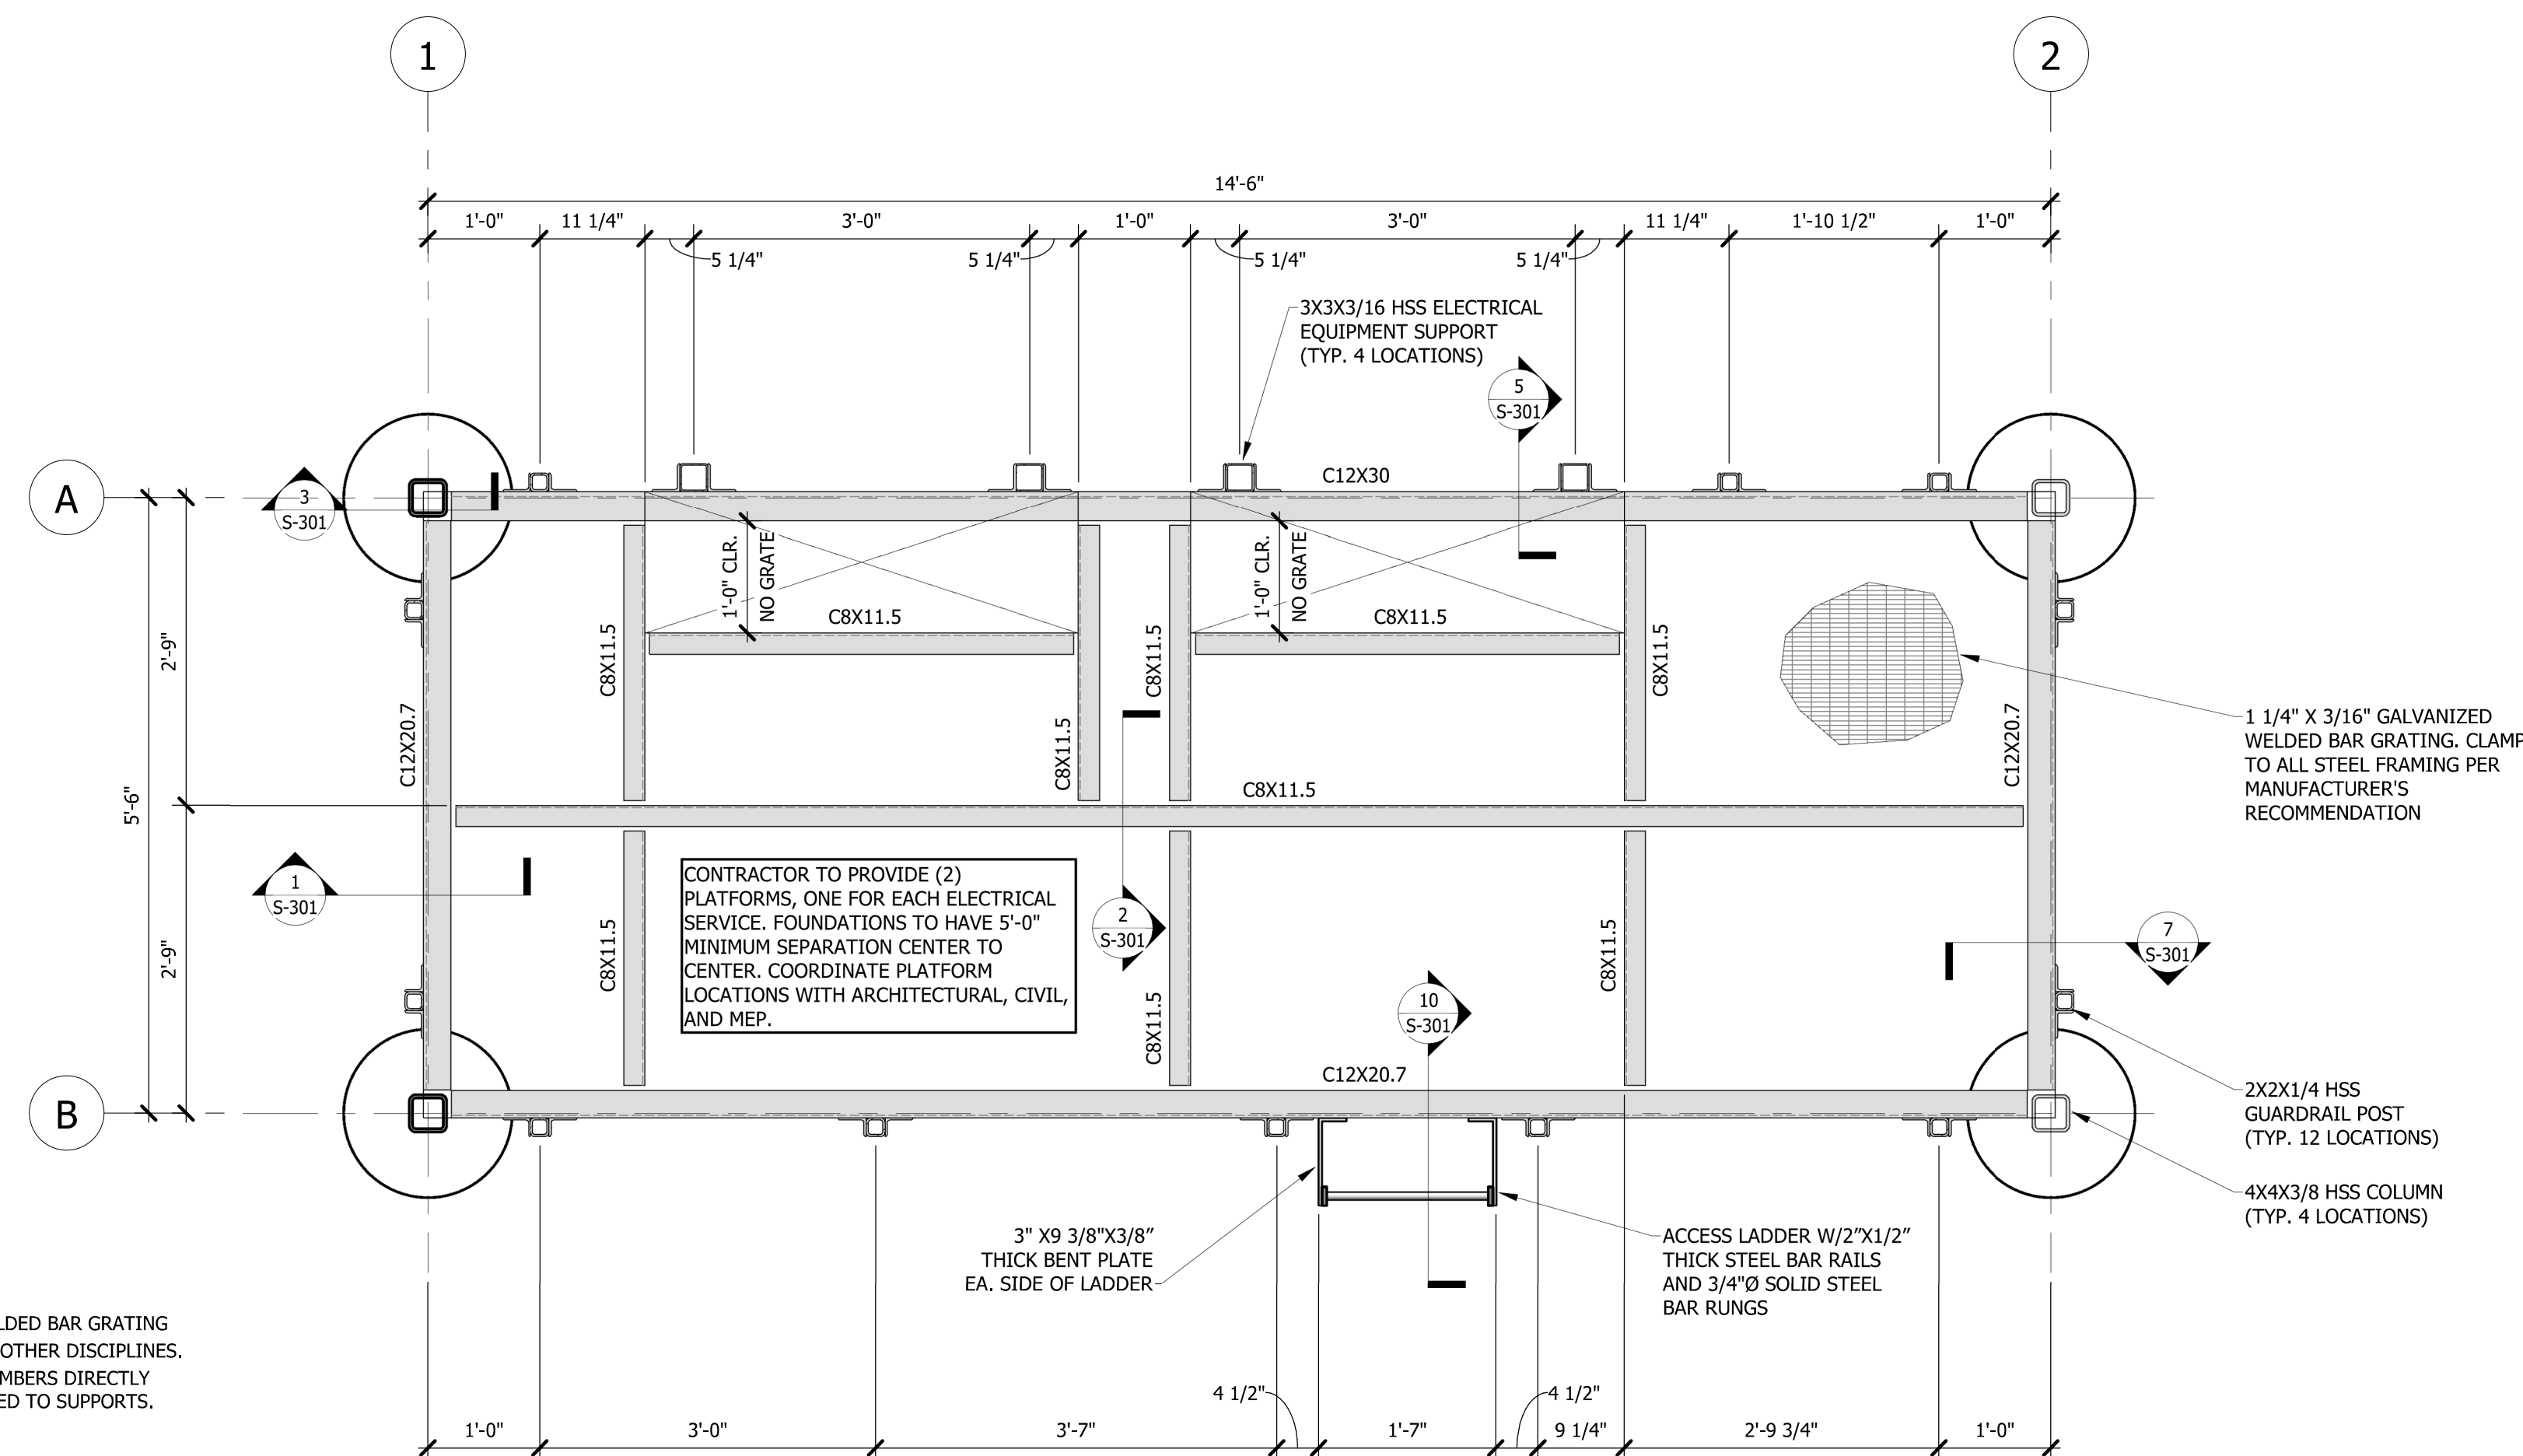 1
2
14'-6"
1'-0"
11 1/4"
3'-0"
1'-0"
3'-0"
11 1/4"
1'-10 1/2"
1'-0"
5 1/4"
5 1/4"
5 1/4"
5 1/4"
3X3X3/16 HSS ELECTRICAL
EQUIPMENT SUPPORT
(TYP. 4 LOCATIONS)
5
S-301
A
3
S-301
C12X30
1'-0" CLR.
NO GRATE
1'-0" CLR.
NO GRATE
C8X11.5
C8X11.5
2'-9"
C8X11.5
C8X11.5
C8X11.5
C8X11.5
C12X20.7
C12X20.7
5'-6"
C8X11.5
1 1/4" X 3/16" GALVANIZED
WELDED BAR GRATING. CLAMP
TO ALL STEEL FRAMING PER
MANUFACTURER'S
RECOMMENDATION
1
S-301
CONTRACTOR TO PROVIDE (2)
PLATFORMS, ONE FOR EACH ELECTRICAL
SERVICE. FOUNDATIONS TO HAVE 5'-0"
MINIMUM SEPARATION CENTER TO
CENTER. COORDINATE PLATFORM
LOCATIONS WITH ARCHITECTURAL, CIVIL,
AND MEP.
2
S-301
7
S-301
2'-9"
C8X11.5
C8X11.5
C8X11.5
10
S-301
B
C12X20.7
2X2X1/4 HSS
GUARDRAIL POST
(TYP. 12 LOCATIONS)
4X4X3/8 HSS COLUMN
(TYP. 4 LOCATIONS)
3" X9 3/8"X3/8"
THICK BENT PLATE
EA. SIDE OF LADDER
ACCESS LADDER W/2"X1/2"
THICK STEEL BAR RAILS
AND 3/4"Ø SOLID STEEL
BAR RUNGS
LDED BAR GRATING
OTHER DISCIPLINES.
MBERS DIRECTLY
ED TO SUPPORTS.
4 1/2"
4 1/2"
1'-0"
3'-0"
3'-7"
1'-7"
9 1/4"
2'-9 3/4"
1'-0"